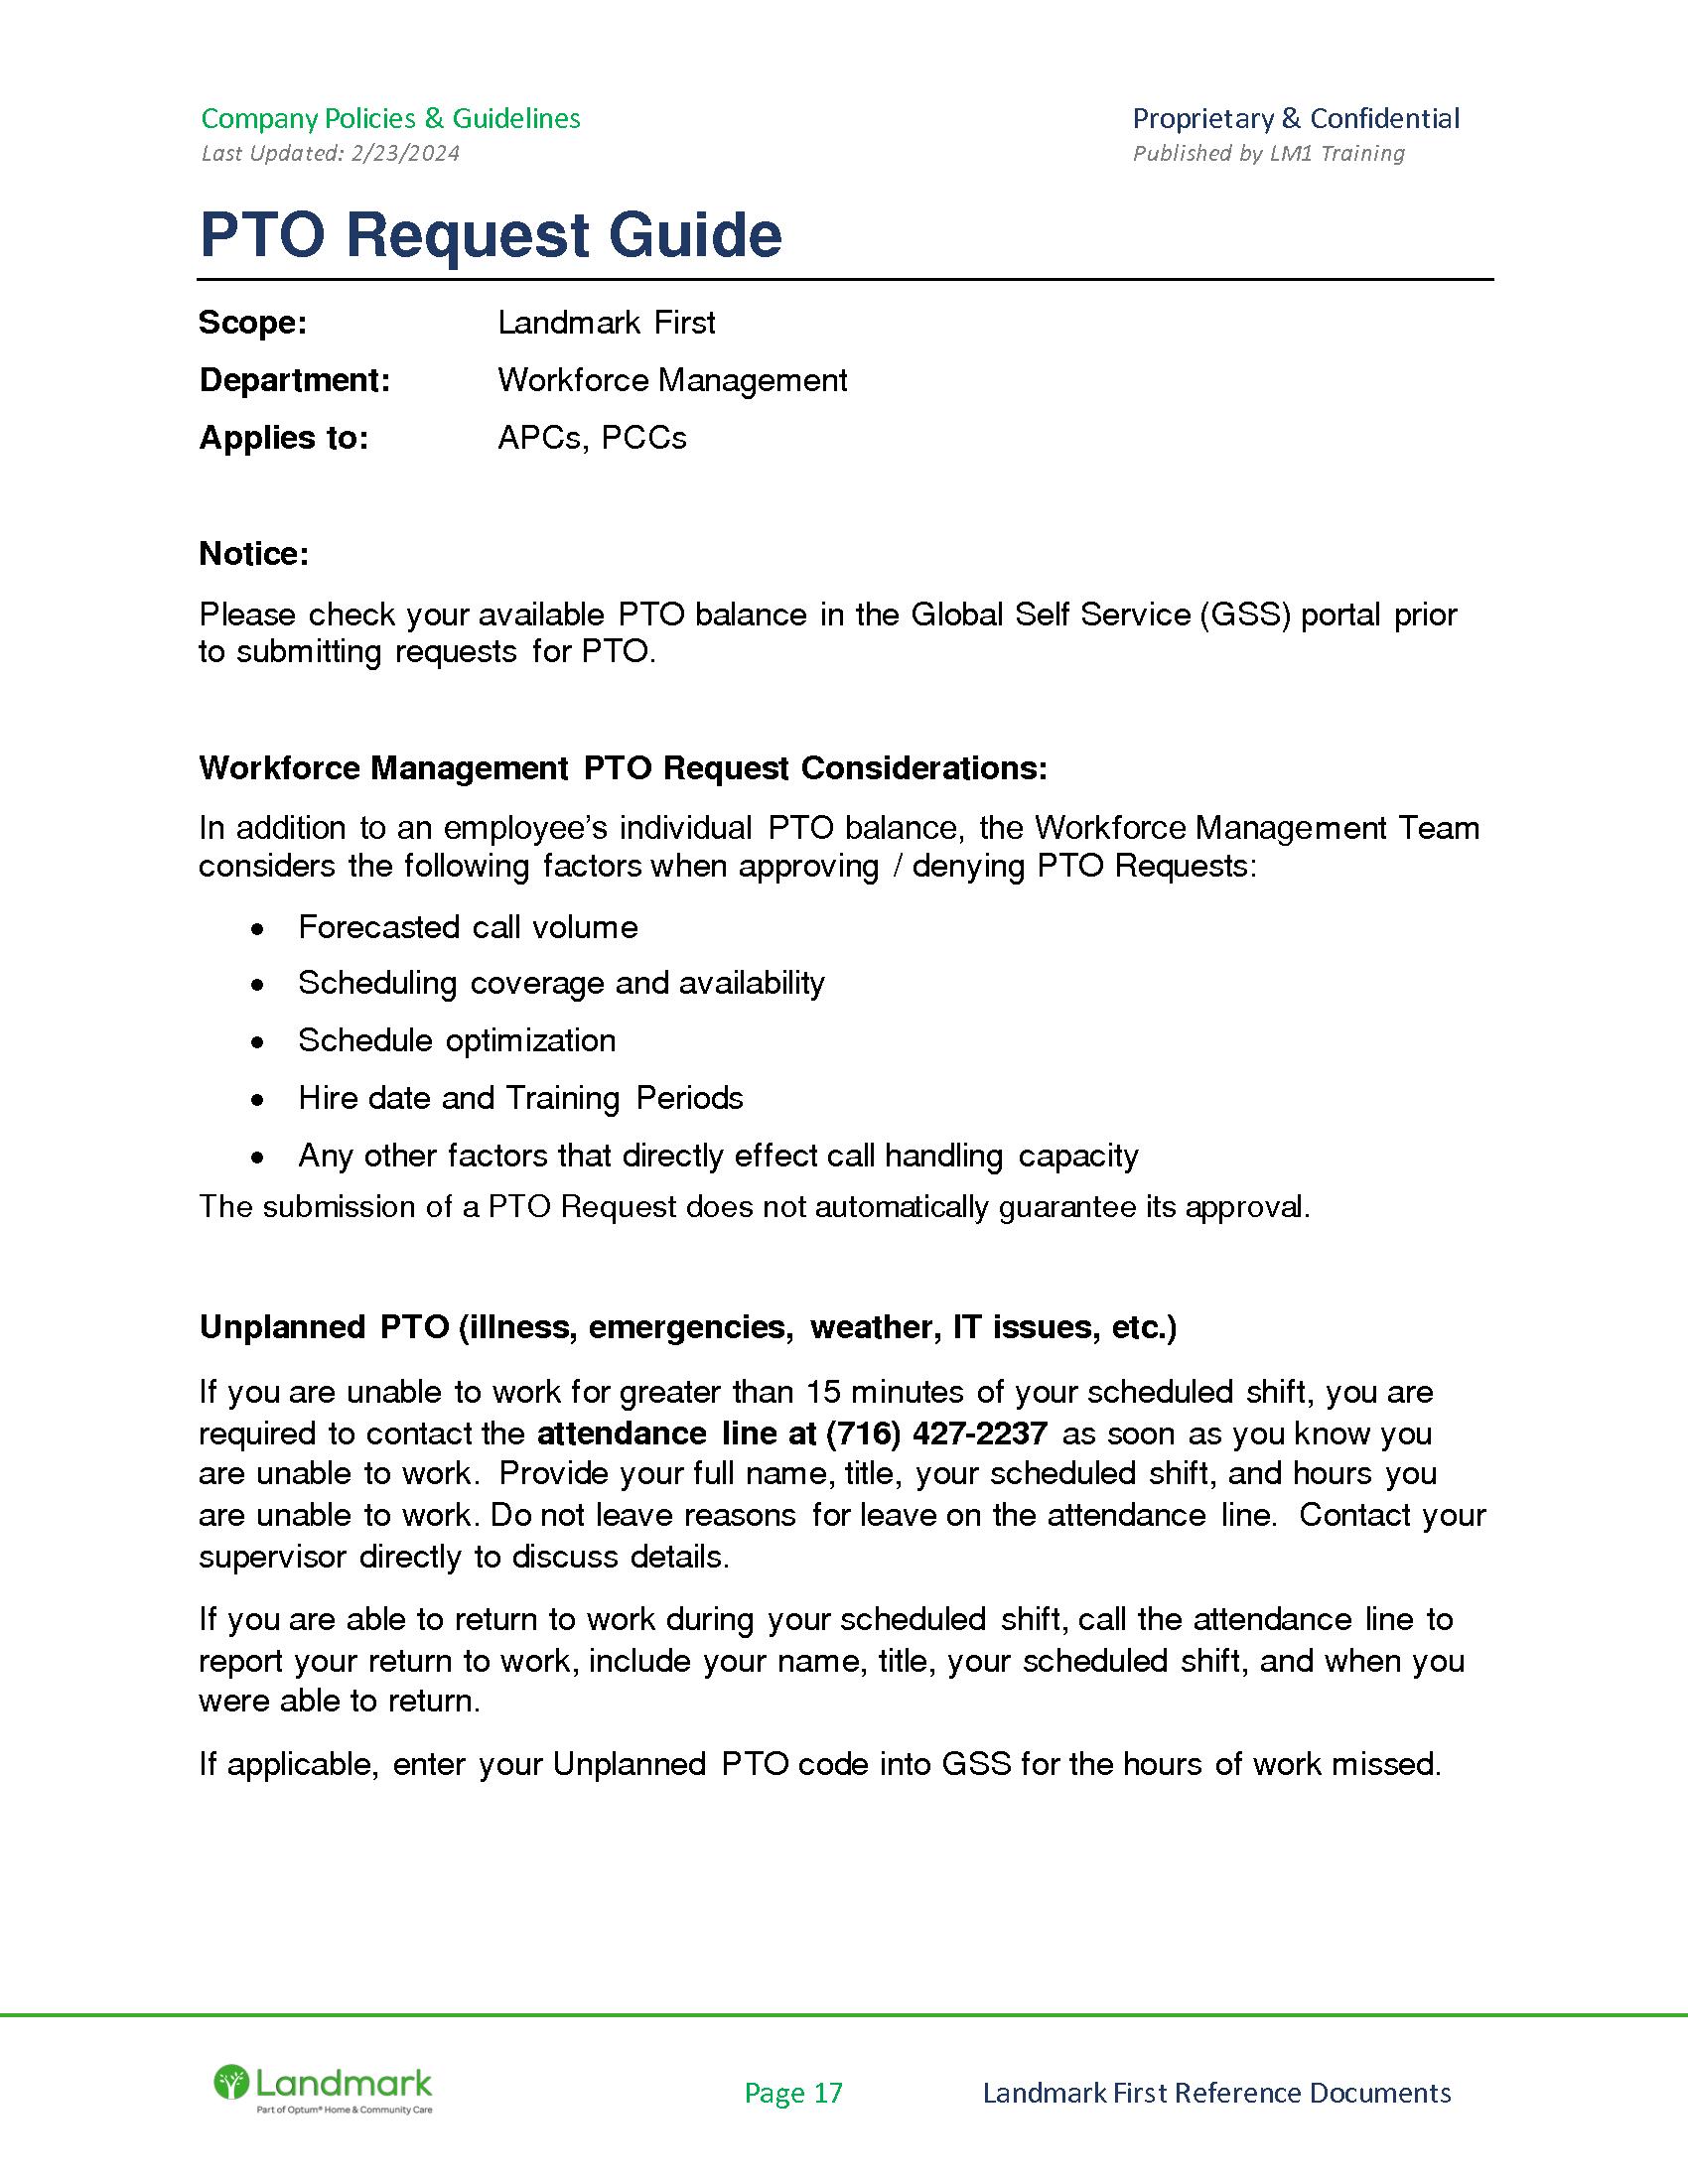 Company Policies & Guidelines
Proprietary & Confidential
Last Updated: 2/23/2024
Published by LM1 Training
PTO Request Guide
Scope: Landmark First
Department: Workforce Management
Applies to: APCs, PCCs
Notice:
Please check your available PTO balance in the Global Self Service (GSS) portal prior
to submitting requests for PTO.
Workforce Management PTO Request Considerations:
In addition to an employee’s individual PTO balance, the Workforce Management Team
considers the following factors when approving / denying PTO Requests:
• Forecasted call volume
• Scheduling coverage and availability
• Schedule optimization
• Hire date and Training Periods
• Any other factors that directly effect call handling capacity
The submission of a PTO Request does not automatically guarantee its approval.
Unplanned PTO (illness, emergencies, weather, IT issues, etc.)
If you are unable to work for greater than 15 minutes of your scheduled shift, you are
required to contact the attendance line at (716) 427-2237 as soon as you know you
are unable to work. Provide your full name, title, your scheduled shift, and hours you
are unable to work. Do not leave reasons for leave on the attendance line. Contact your
supervisor directly to discuss details.
If you are able to return to work during your scheduled shift, call the attendance line to
report your return to work, include your name, title, your scheduled shift, and when you
were able to return.
If applicable, enter your Unplanned PTO code into GSS for the hours of work missed.
Landmark
Part of Optum® Home & Community Care
Page 17
Landmark First Reference Documents